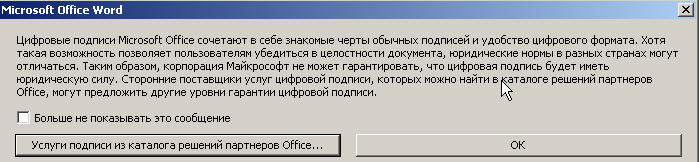 Microsoft Office Word
Цифровые подписи Microsoft Office сочетают в себе знакомые черты обычных подписей и удобство цифрового формата. Хотя
такая возможность позволяет пользователям убедиться в целостности документа, юридические нормы в разных странах могут
отличаться. Таким образом, корпорация Майкрософт не может гарантировать, что цифровая подпись будет иметь
юридическую силу. Сторонние поставщики услуг цифровой подписи, которых можно найти в каталоге решений партнеров
Office, могут предложить другие уровни гарантии цифровой подписи.
Больше не показывать это сообщение
Услуги подписи из каталога решений партнеров Office... ОК